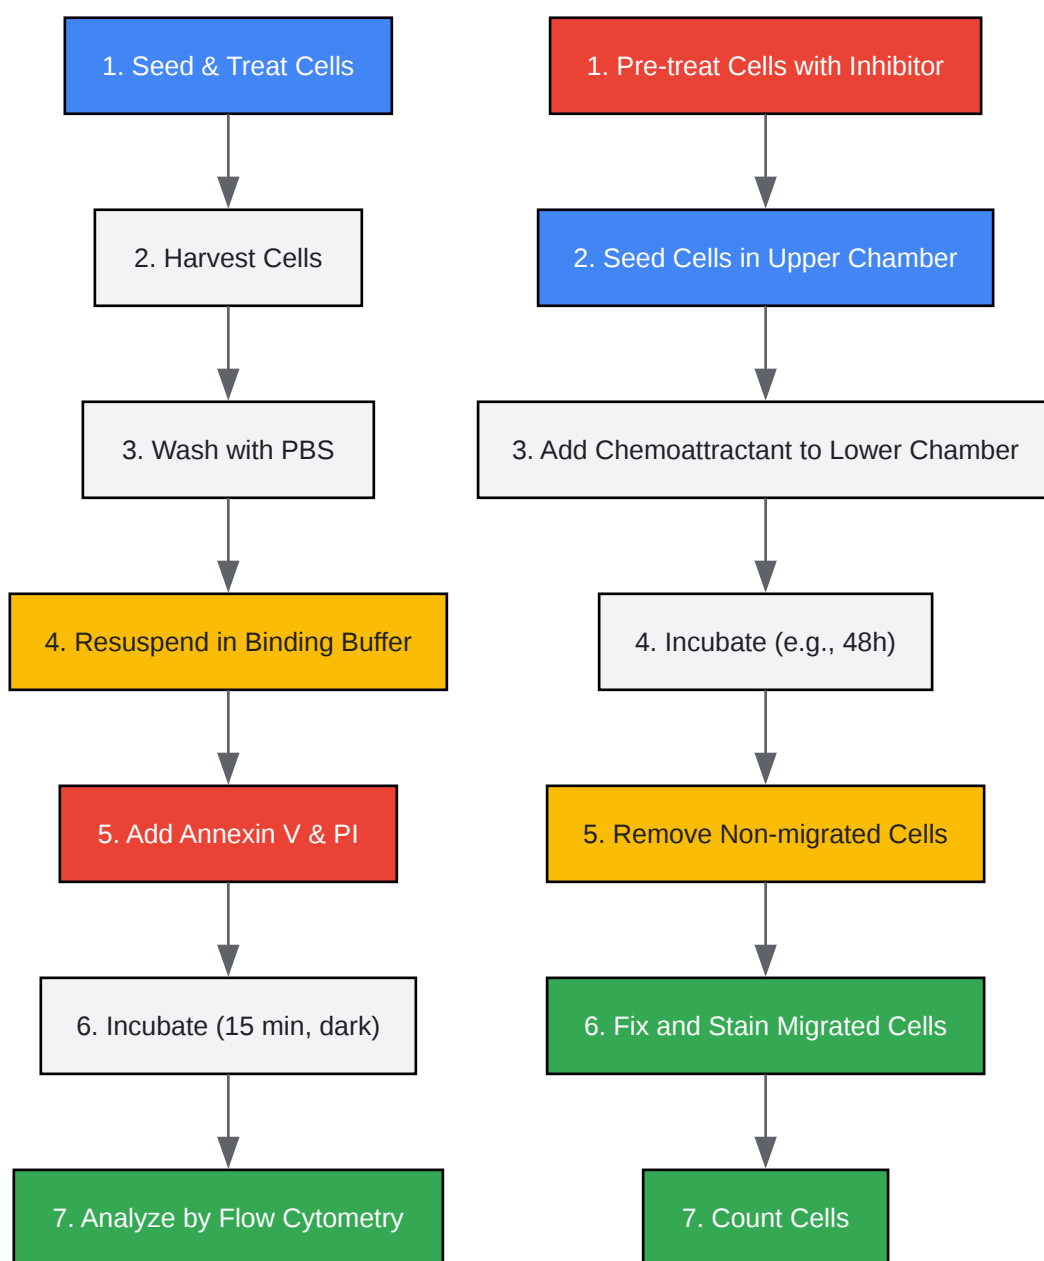 1. Seed & Treat Cells
2. Harvest Cells
3. Wash with PBS
4. Resuspend in Binding Buffer
5. Add Annexin V & PI
6. Incubate (15 min, dark)
7. Analyze by Flow Cytometry
1. Pre-treat Cells with Inhibitor
2. Seed Cells in Upper Chamber
3. Add Chemoattractant to Lower Chamber
4. Incubate (e.g., 48h)
5. Remove Non-migrated Cells
6. Fix and Stain Migrated Cells
7. Count Cells